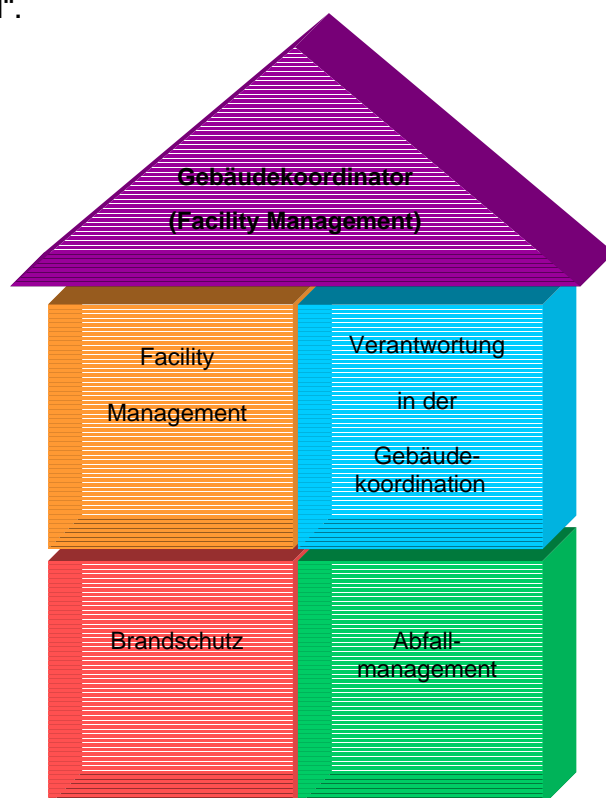 ".
Gebäudekoordinator
(Facility Management)
Facility
Management
Verantwortung
in der
Gebäude-
koordination
Brandschutz
Abfall-
management